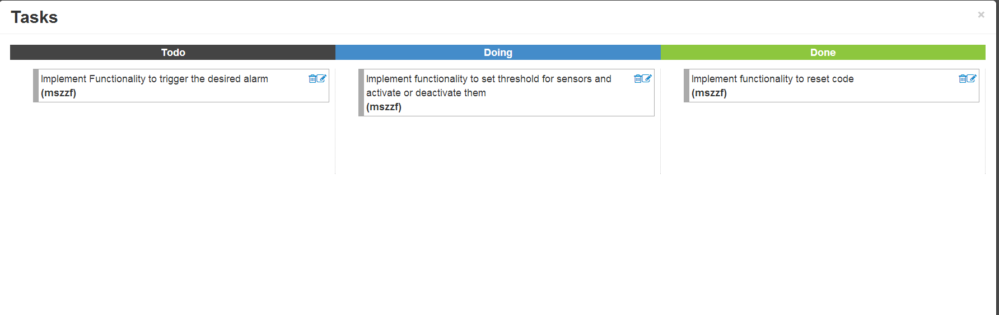 Tasks
×
Todo
Doing
Done
Implement Functionality to trigger the desired alarm
(mszzf)
Implement functionality to set threshold for sensors and
activate or deactivate them
(mszzf)
Implement functionality to reset code
(mszzf)